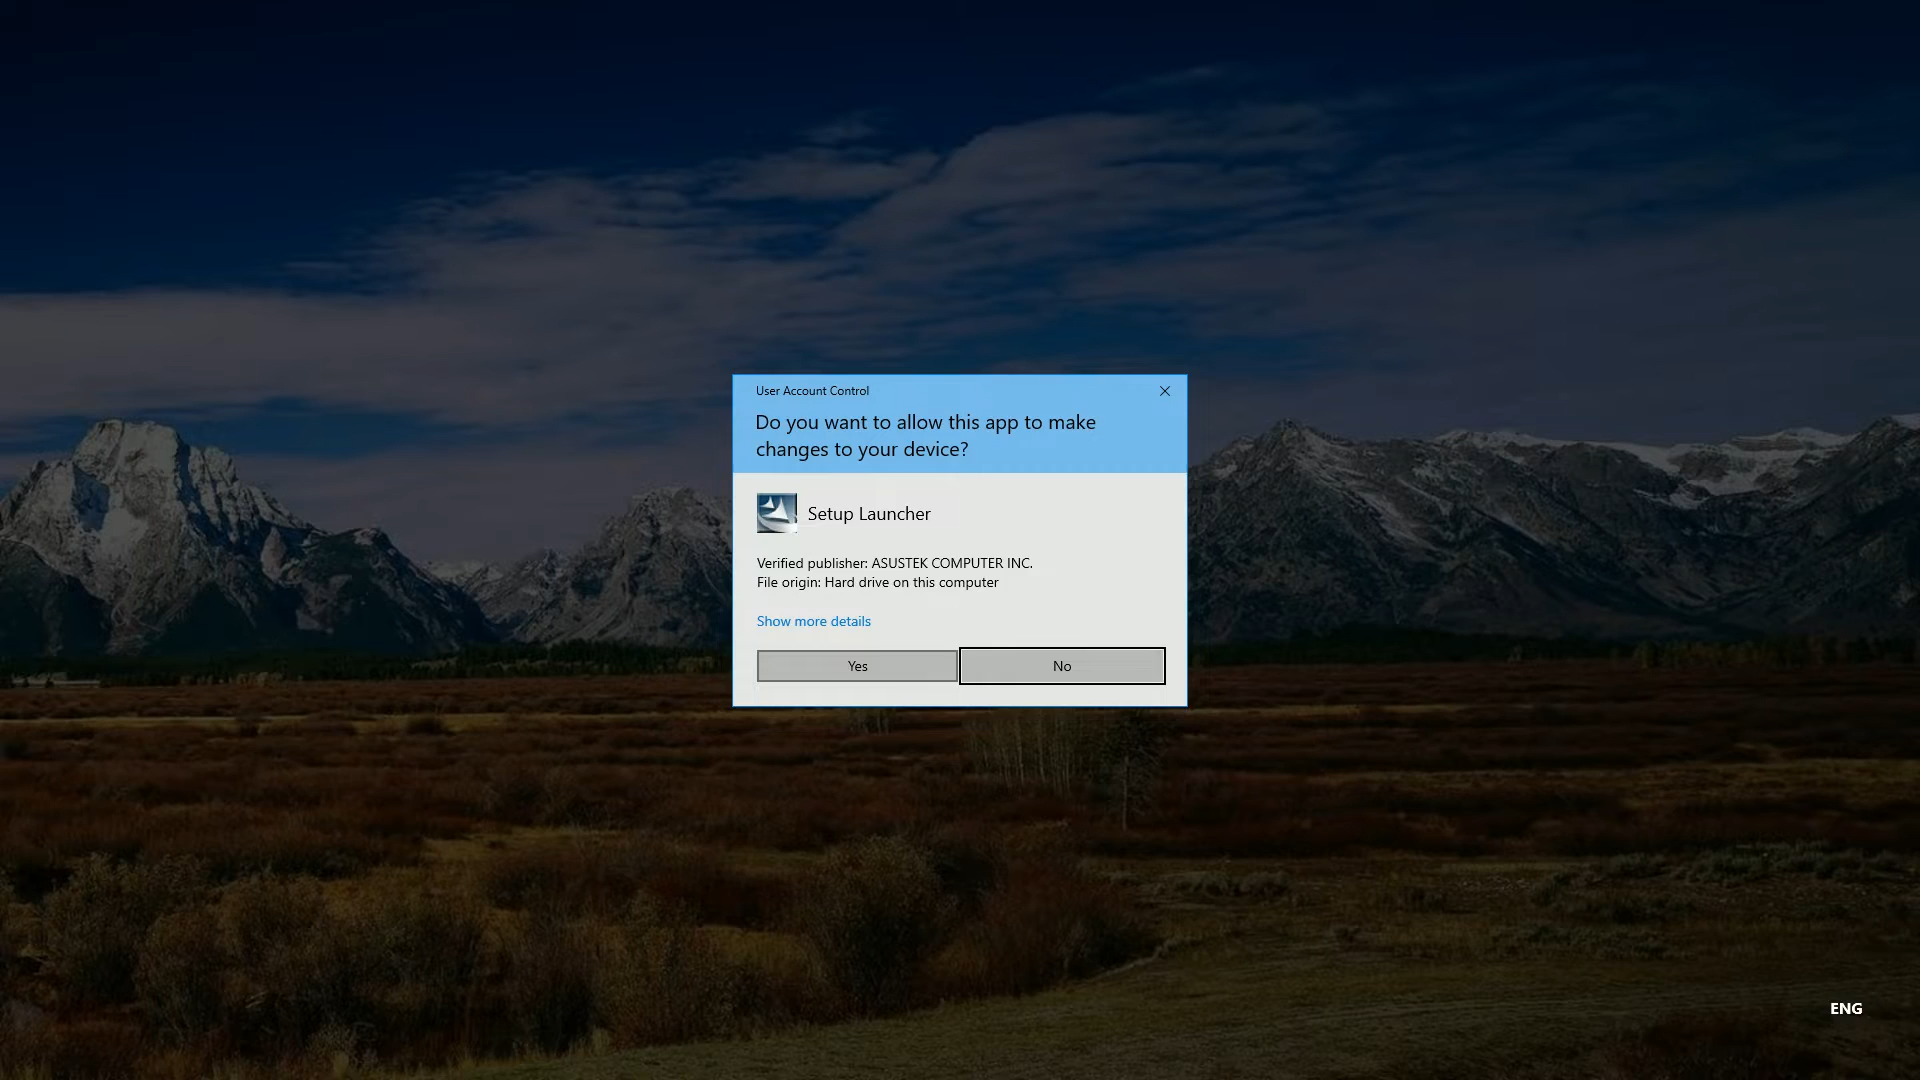 User Account Control
Do you want to allow this app to make
changes to your device?
Setup Launcher
Verified publisher: ASUSTEK COMPUTER INC.
File origin: Hard drive on this computer
Show more details
Yes
No
ENG